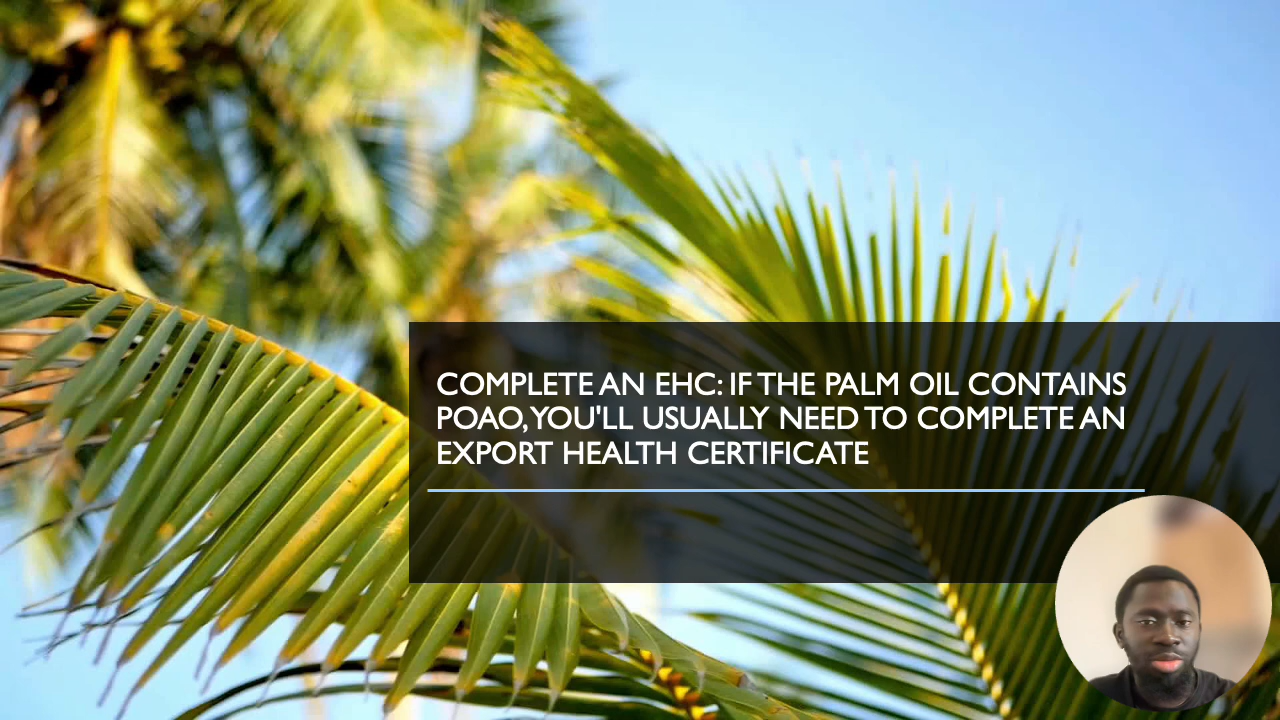 COMPLETE AN EHC: IF THE PALM OIL CONTAINS
POAO, YOU'LL USUALLY NEED TO COMPLETE AN
EXPORT HEALTH CERTIFICATE